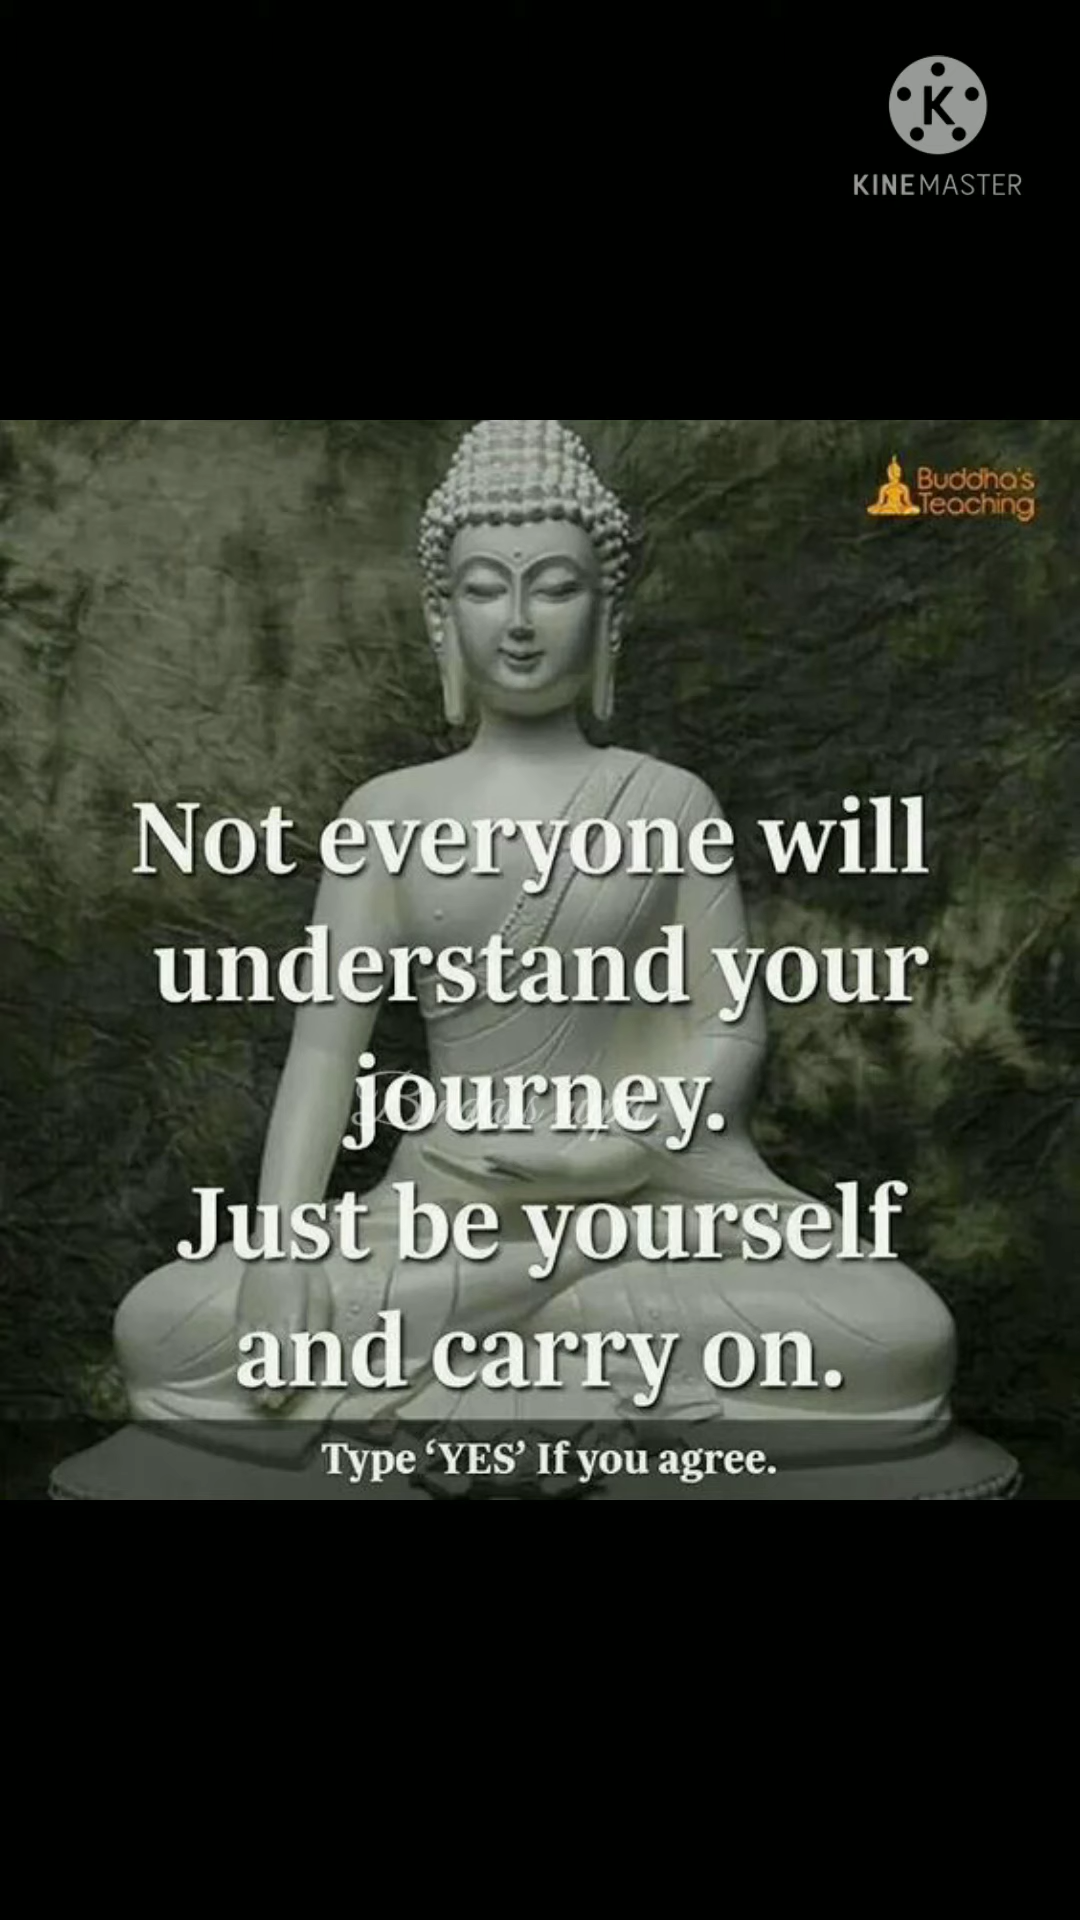 K
KINEMASTER
Buddha's
Teaching
Not everyone will
understand your
journey.
Just be yourself
and carry on.
Type ‘YES’ If you agree.